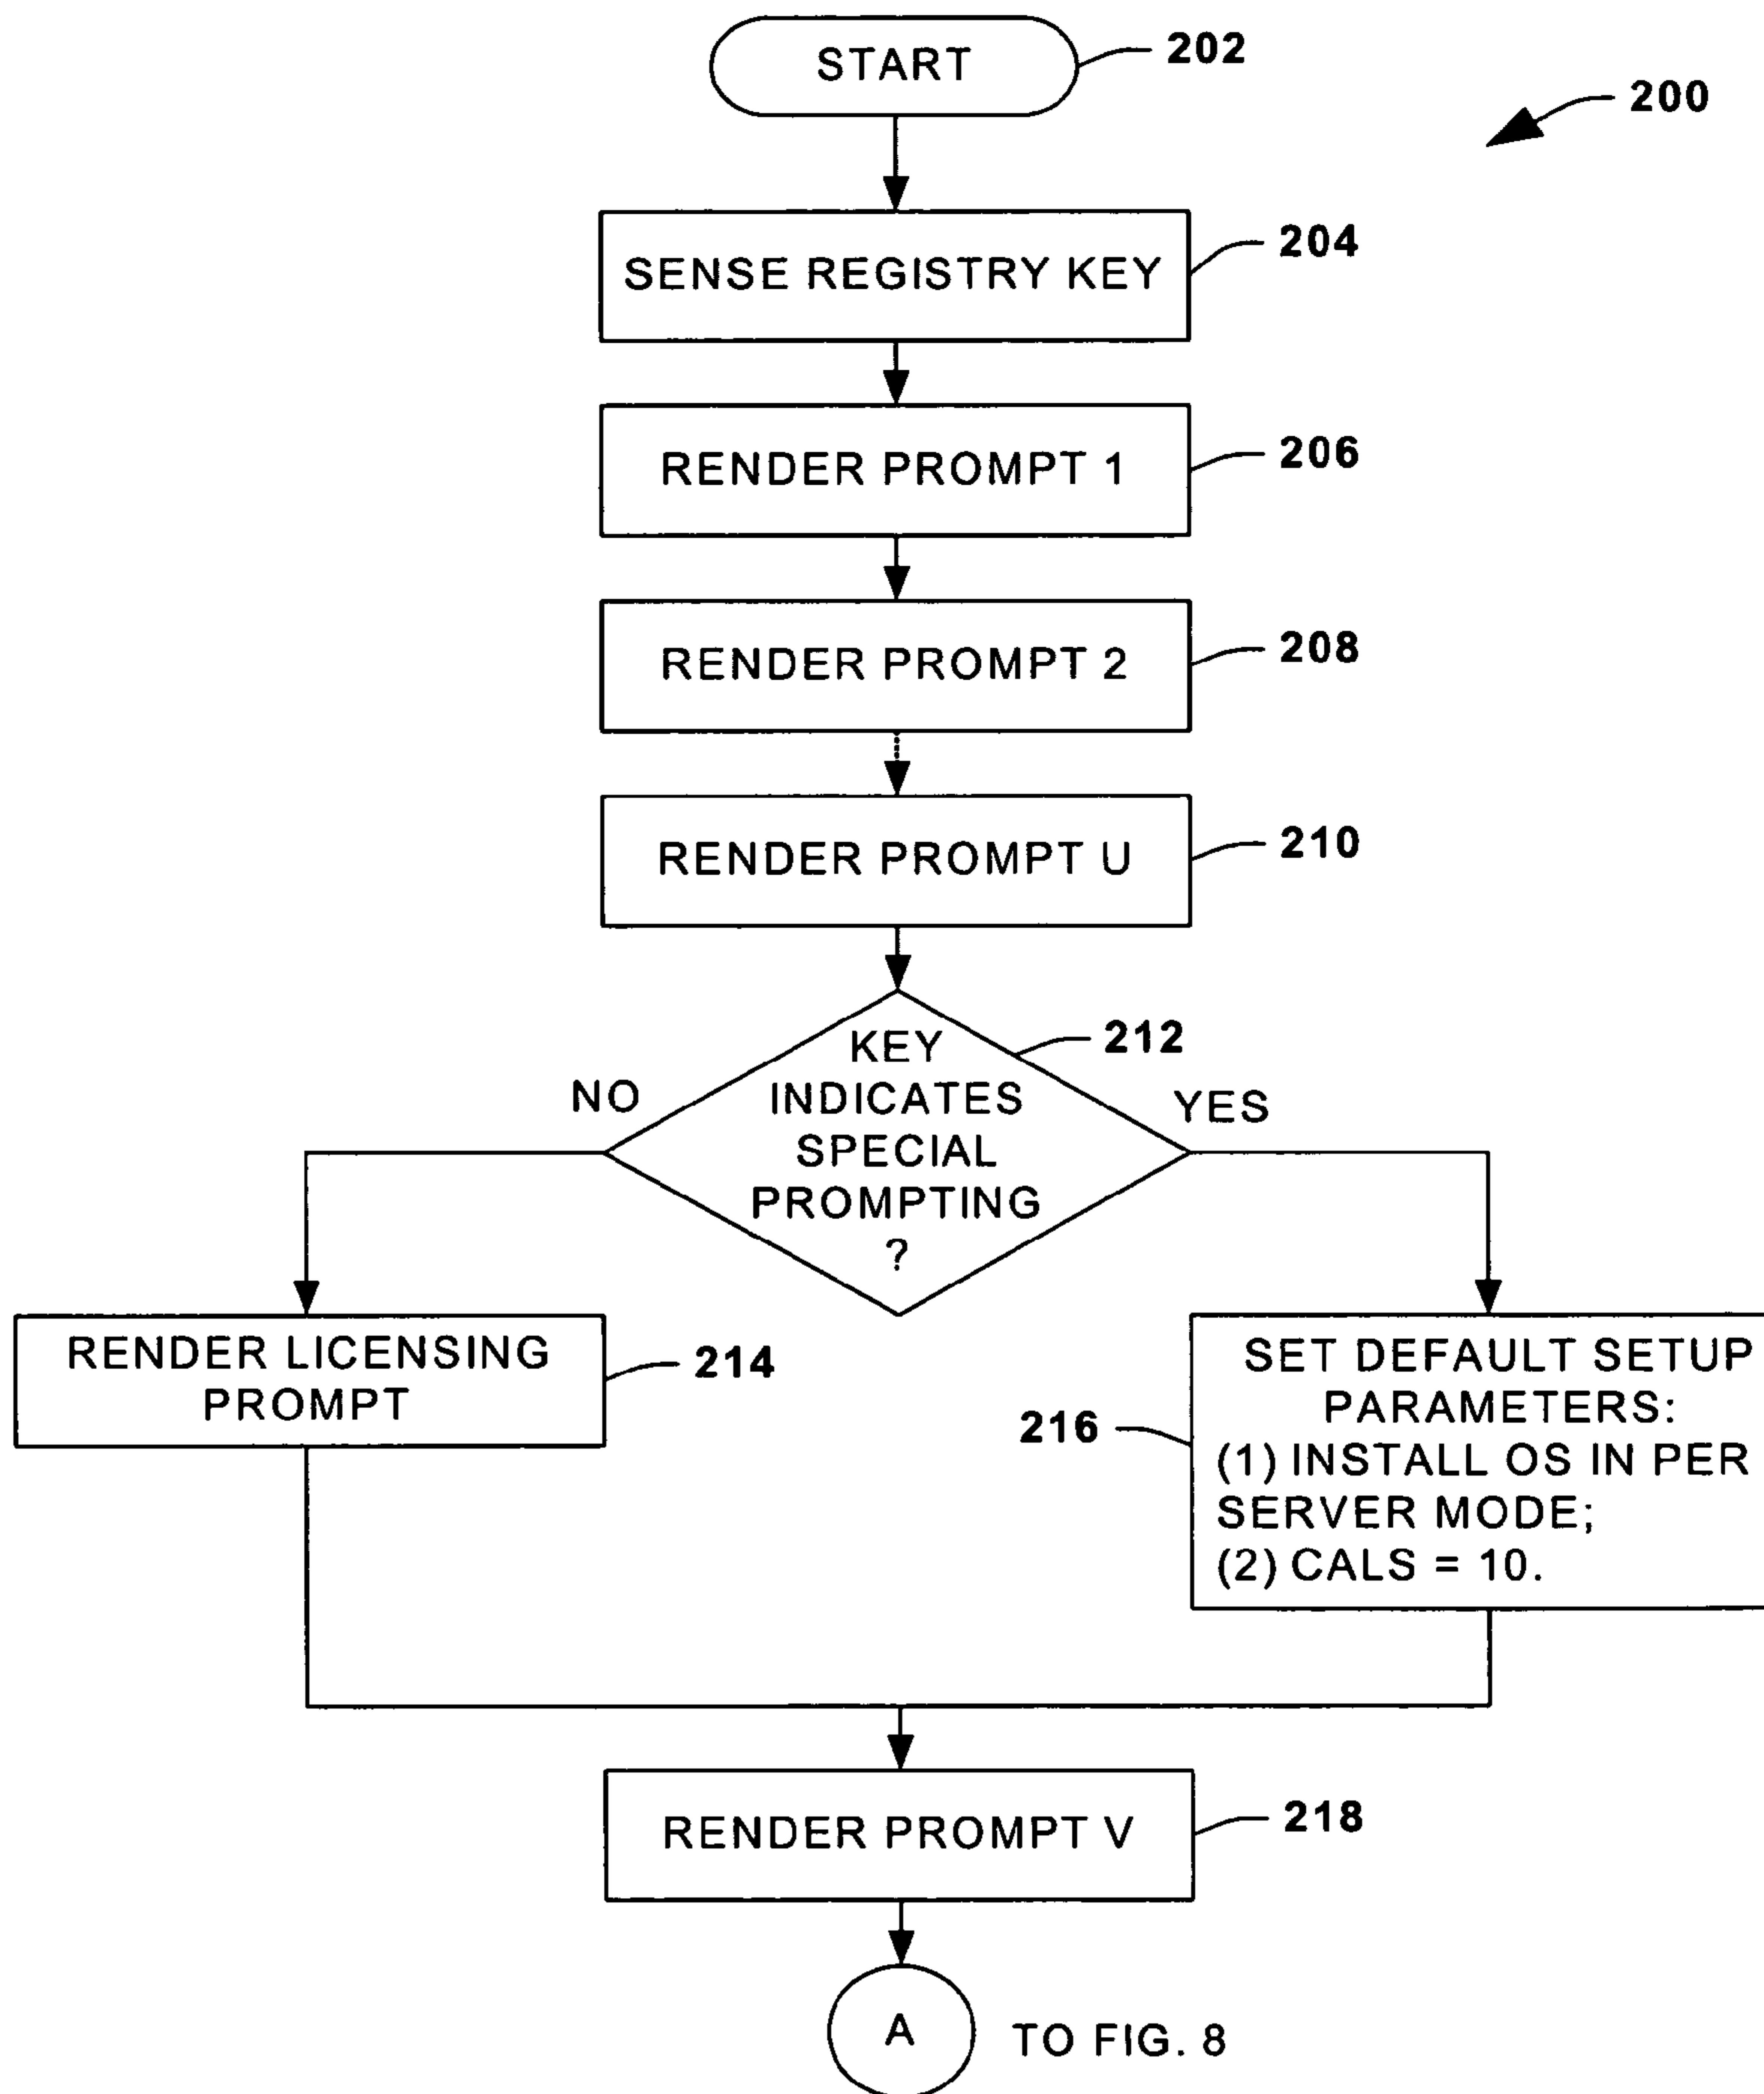 START
202
200
SENSE REGISTRY KEY
204
RENDER PROMPT 1
206
RENDER PROMPT 2
208
RENDER PROMPT U
210
KEY
INDICATES
SPECIAL
PROMPTING
?
212
NO
YES
RENDER LICENSING
PROMPT
214
SET DEFAULT SETUP
PARAMETERS:
(1) INSTALL OS IN PER
SERVER MODE;
(2) CALS = 10.
216
RENDER PROMPT V
218
A
TO FIG. 8